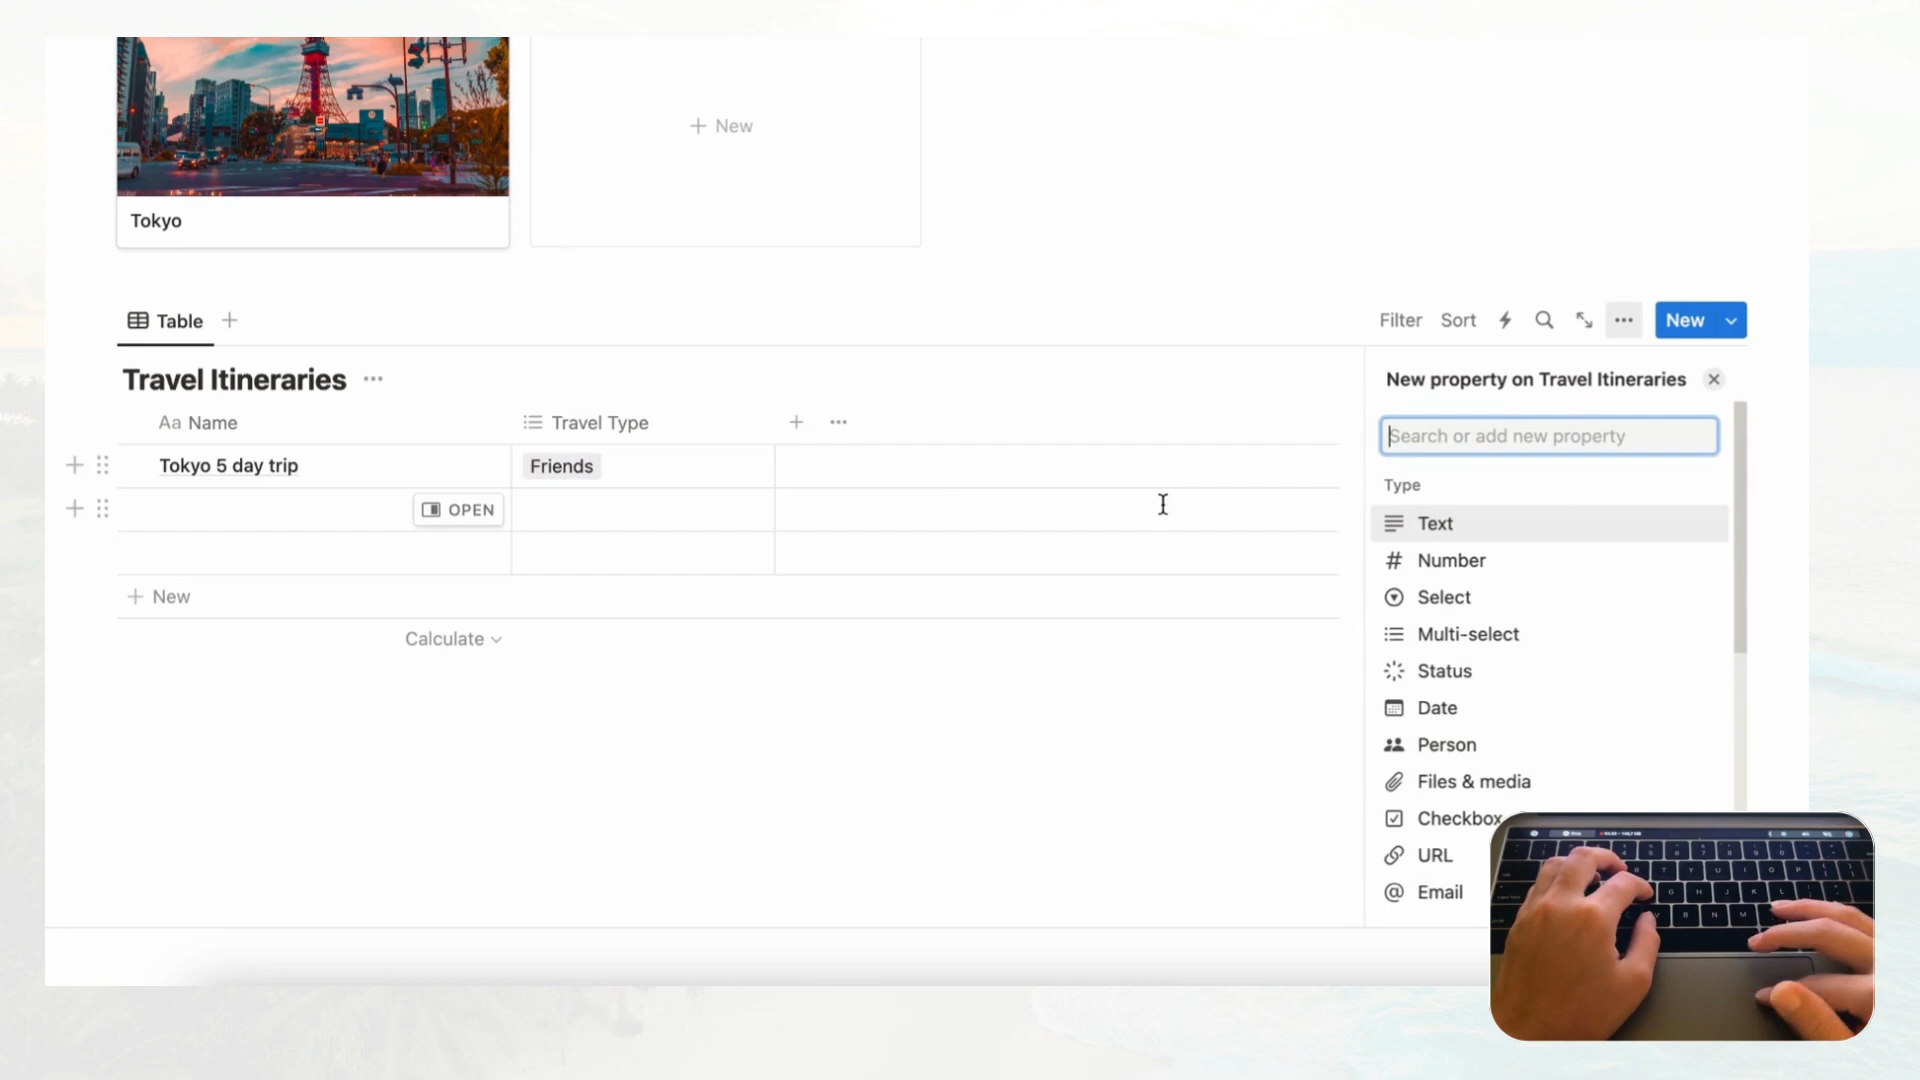 New
Tokyo
Table
Filter Sort New
Travel Itineraries
New property on Travel Itineraries
Aa Name
Travel Type
Search or add new property
Tokyo 5 day trip
Friends
Type
OPEN
Text
Number
New
Select
Calculate
Multi-select
Status
Date
Person
Files & media
Checkbox
URL
Email